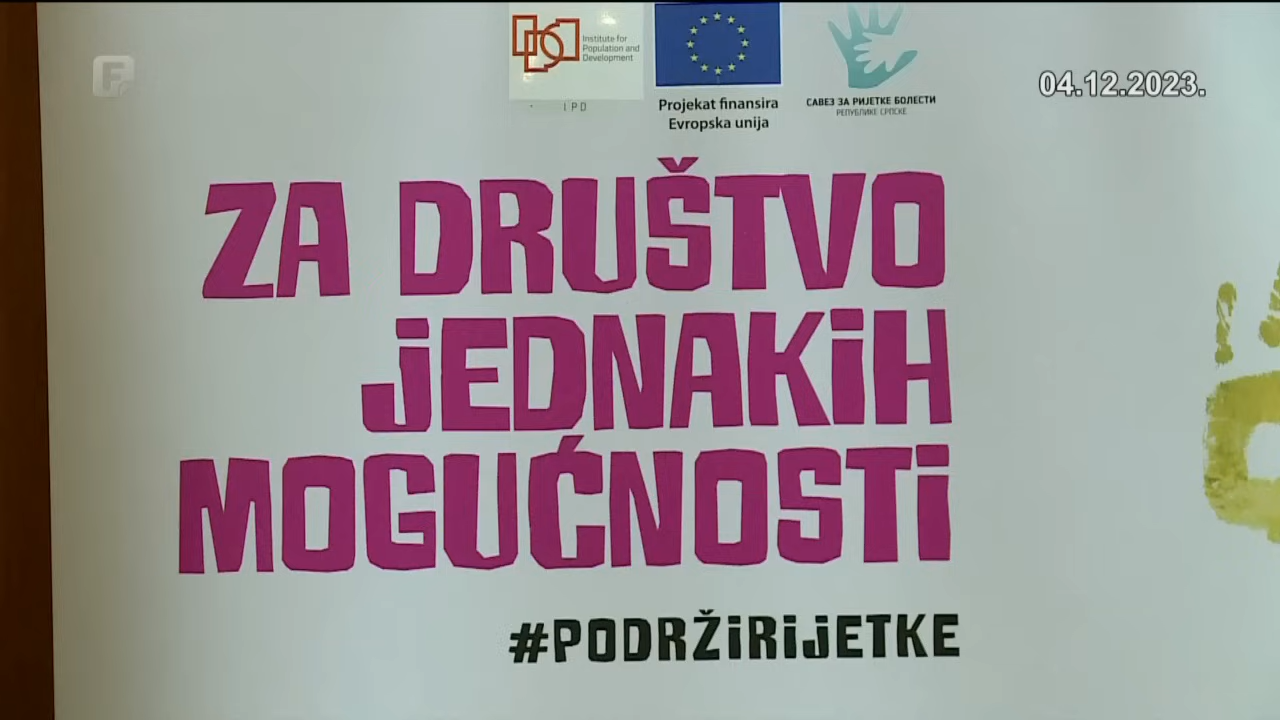 Institute for
Population and
Development
IPD
Projekat finansira
Evropska unija
САВЕЗ ЗА РИЈЕТКЕ БОЛЕСТИ
РЕПУБЛИКЕ СРПСКЕ
04.12.2023.
ZA DRUŠTVO
JEDNAKIH
MOGUĆNOSTI
#PODRŽIRIJETKE